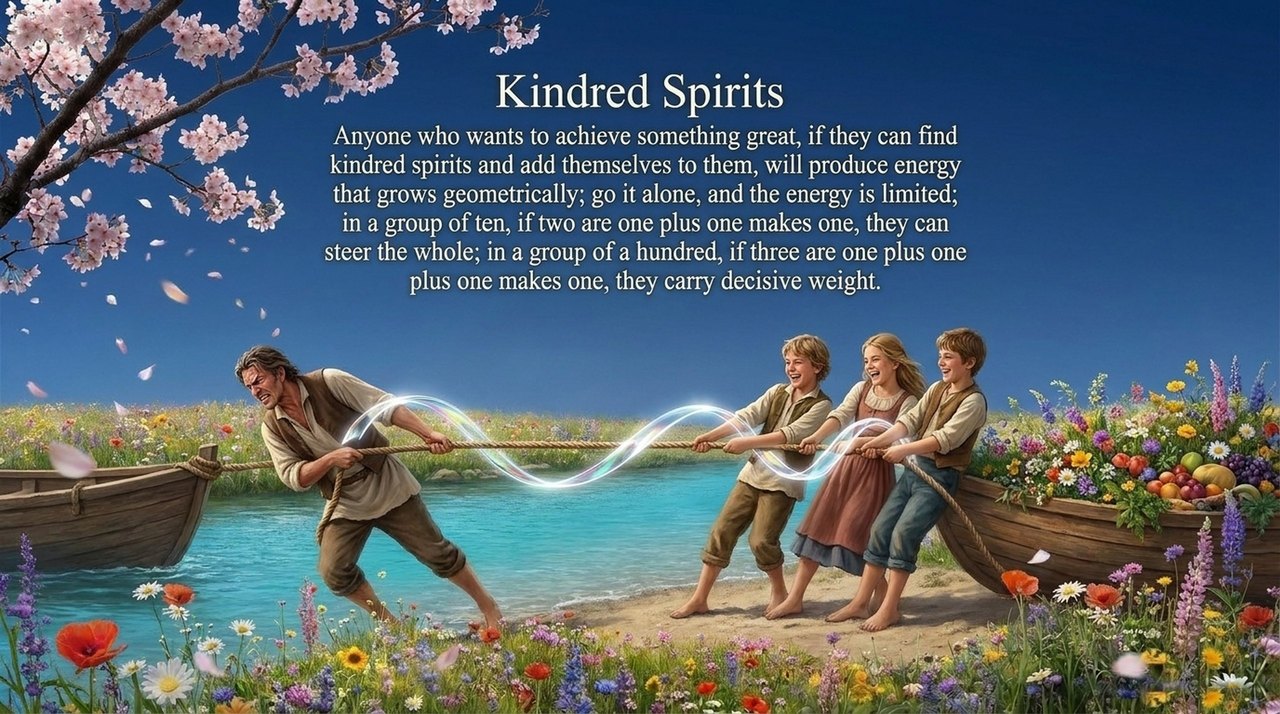 Kindred Spirits
Anyone who wants to achieve something great, if they can find
kindred spirits and add themselves to them, will produce energy
that grows geometrically; go it alone, and the energy is limited;
in a group of ten, if two are one plus one makes one, they can
steer the whole; in a group of a hundred, if three are one plus one
plus one makes one, they carry decisive weight.